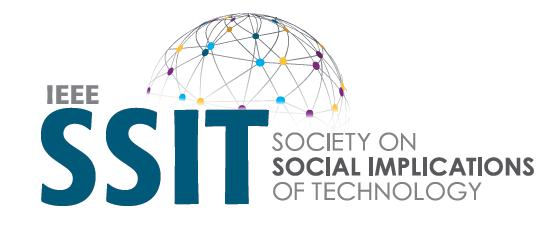 IEEE
SSIT
SOCIETY ON
SOCIAL IMPLICATIONS
OF TECHNOLOGY